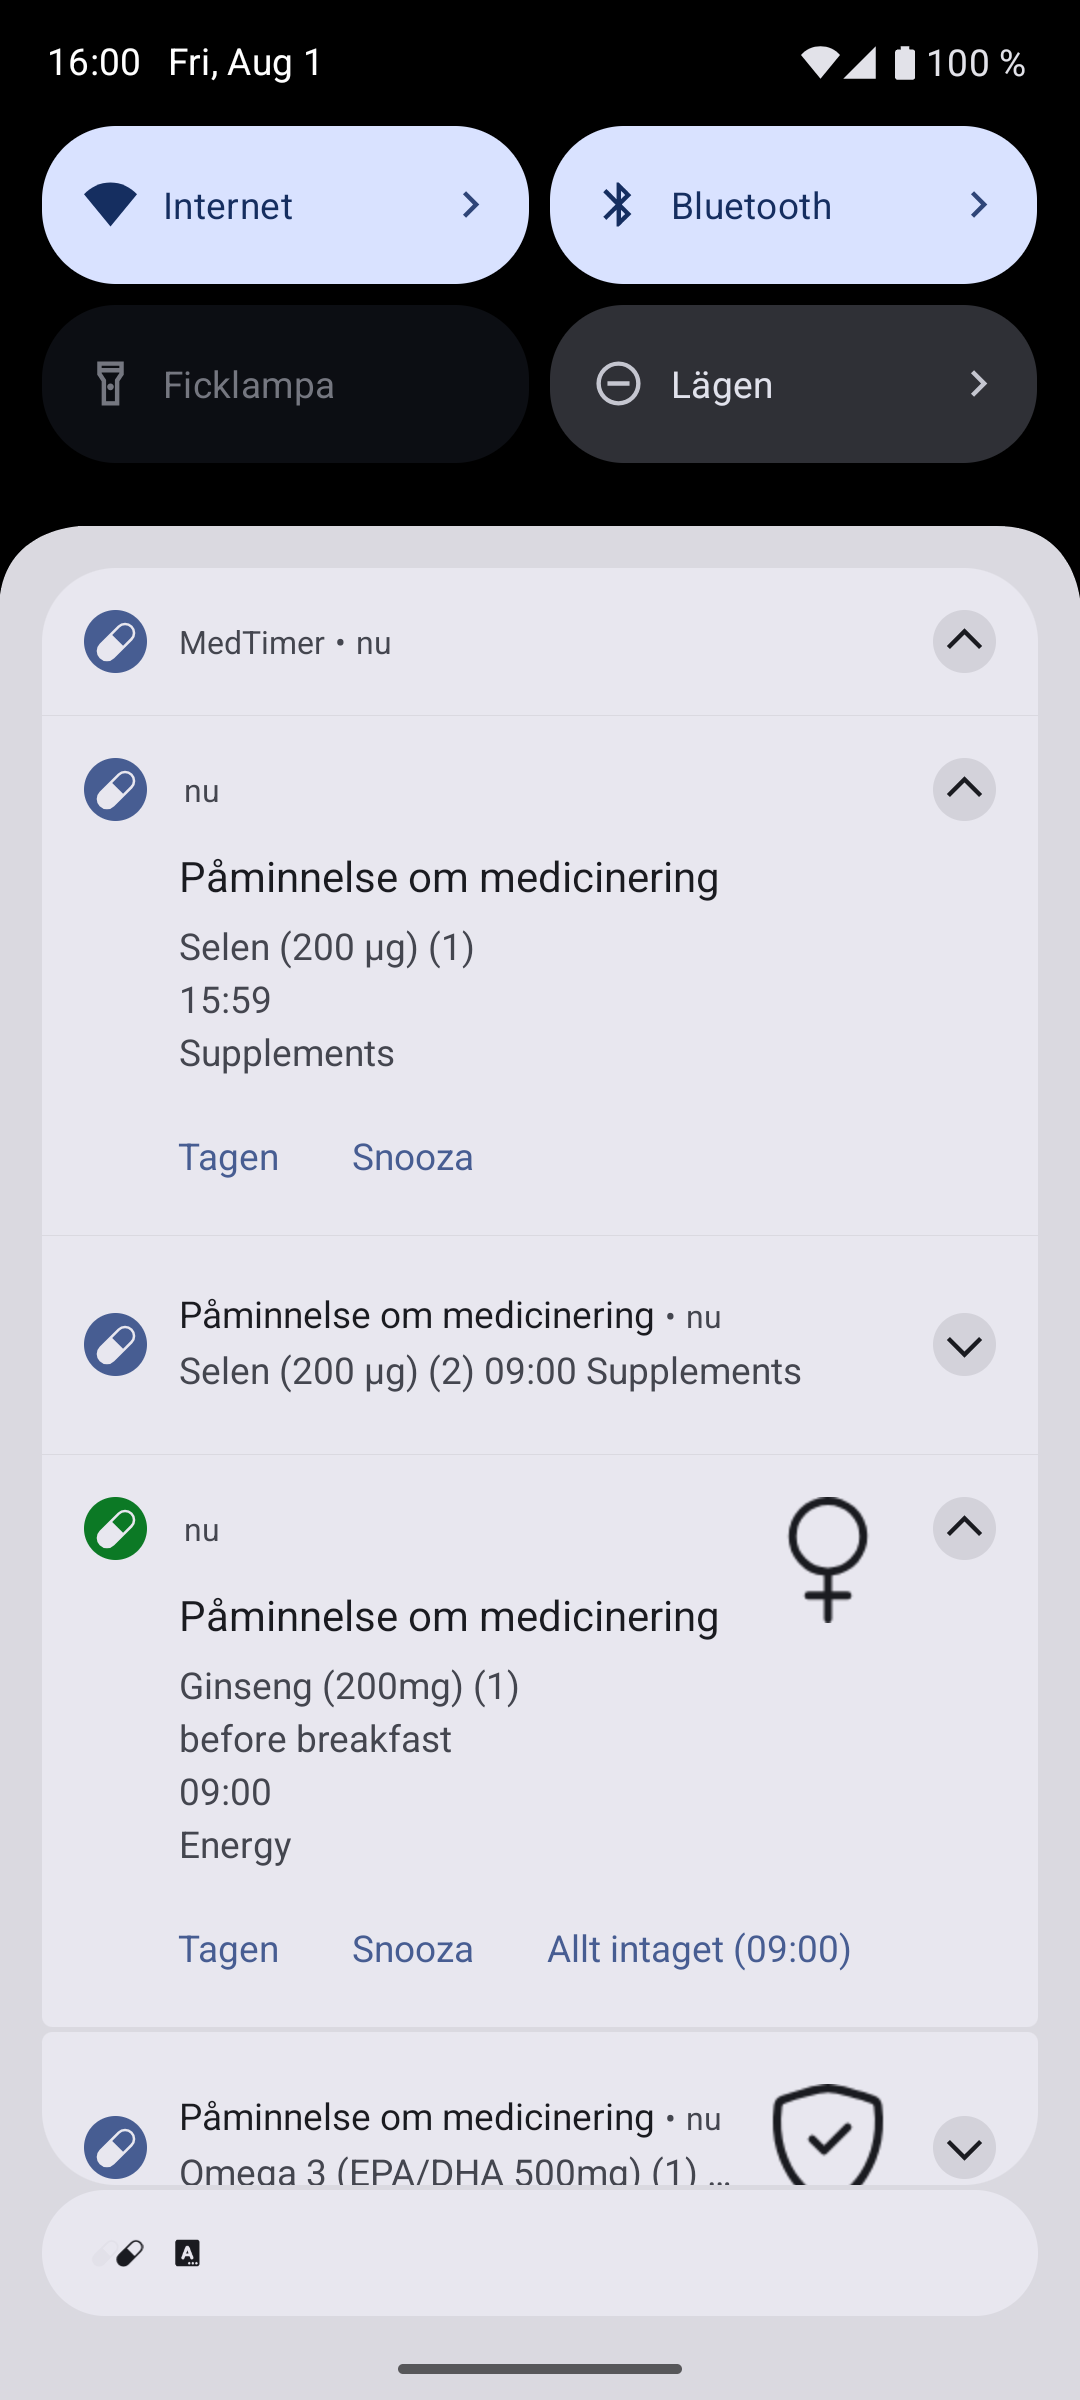 16:00 Fri, Aug 1 100 %
Internet
Bluetooth
Ficklampa
Lägen
MedTimer • nu
nu
Påminnelse om medicinering
Selen (200 µg) (1)
15:59
Supplements
Tagen Snooza
Påminnelse om medicinering • nu
Selen (200 µg) (2) 09:00 Supplements
nu
Påminnelse om medicinering
Ginseng (200mg) (1)
before breakfast
09:00
Energy
Tagen Snooza Allt intaget (09:00)
Påminnelse om medicinering • nu
Omega 3 (EPA/DHA 500mg) (1) ...
A